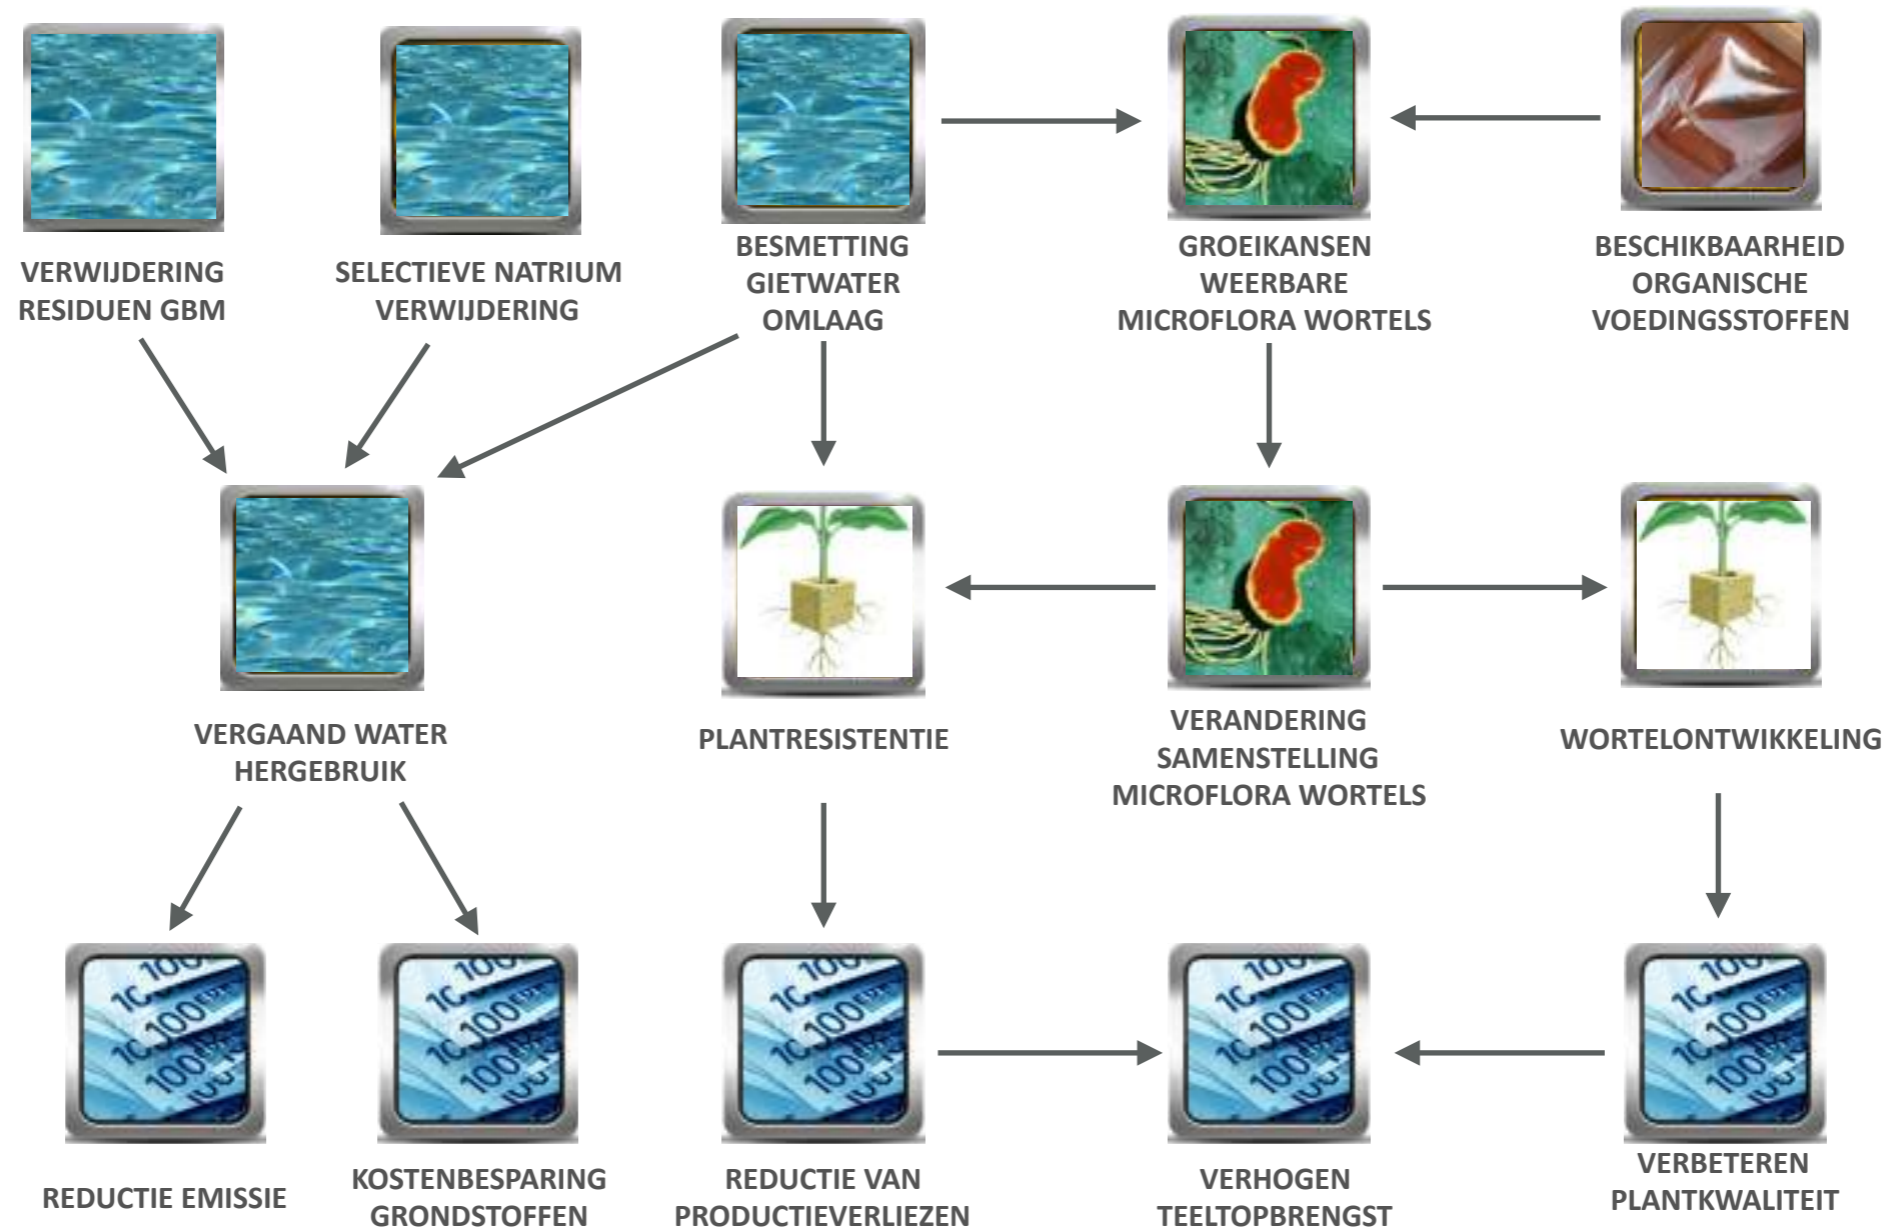 VERWIJDERING
RESIDUEN GBM
SELECTIEVE NATRIUM
VERWIJDERING
BESMETTING
GIETWATER
OMLAAG
GROEIKANSEN
WEERBARE
MICROFLORA WORTELS
BESCHIKBAARHEID
ORGANISCHE
VOEDINGSSTOFFEN
VERGAAND WATER
HERGEBRUIK
PLANTRESISTENTIE
VERANDERING
SAMENSTELLING
MICROFLORA WORTELS
WORTELONTWIKKELING
REDUCTIE EMISSIE
KOSTENBESPARING
GRONDSTOFFEN
REDUCTIE VAN
PRODUCTIEVERLIEZEN
VERHOGEN
TEELTOPBRENGST
VERBETEREN
PLANTKWALITEIT